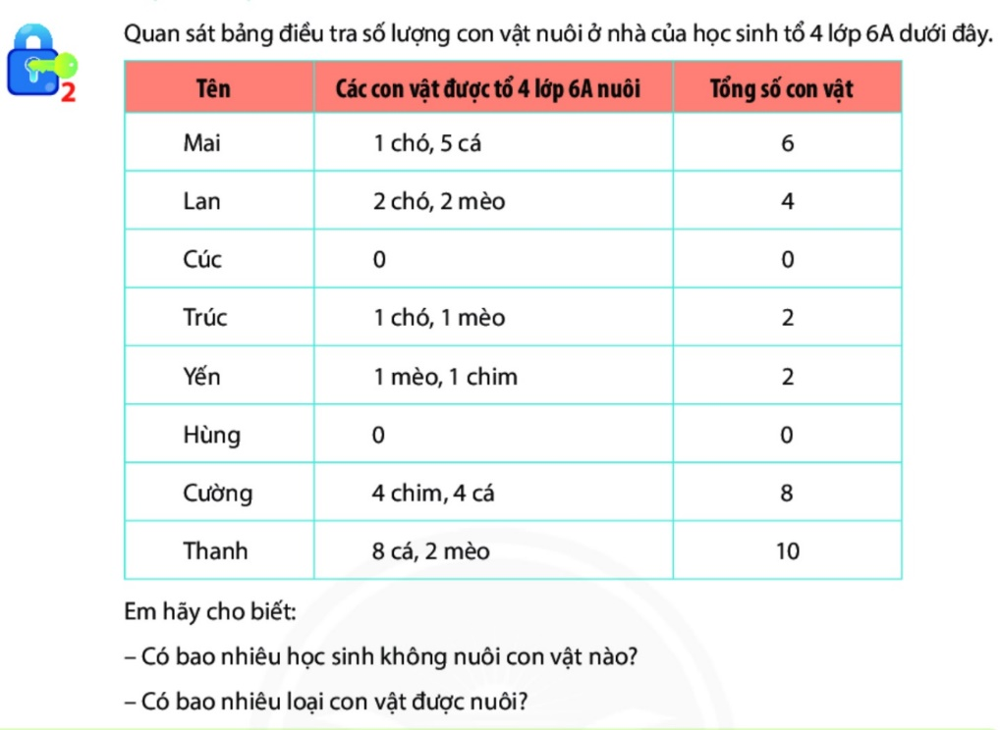 Quan sát bảng điều tra số lượng con vật nuôi ở nhà của học sinh tổ 4 lớp 6A dưới đây.
2
Tên Các con vật được tổ 4 lớp 6A nuôi Tổng số con vật
Mai 1 chó, 5 cá 6
Lan 2 chó, 2 mèo 4
Cúc 0 0
Trúc 1 chó, 1 mèo 2
Yến 1 mèo, 1 chim 2
Hùng 0 0
Cường 4 chim, 4 cá 8
Thanh 8 cá, 2 mèo 10
Em hãy cho biết:
– Có bao nhiêu học sinh không nuôi con vật nào?
– Có bao nhiêu loại con vật được nuôi?